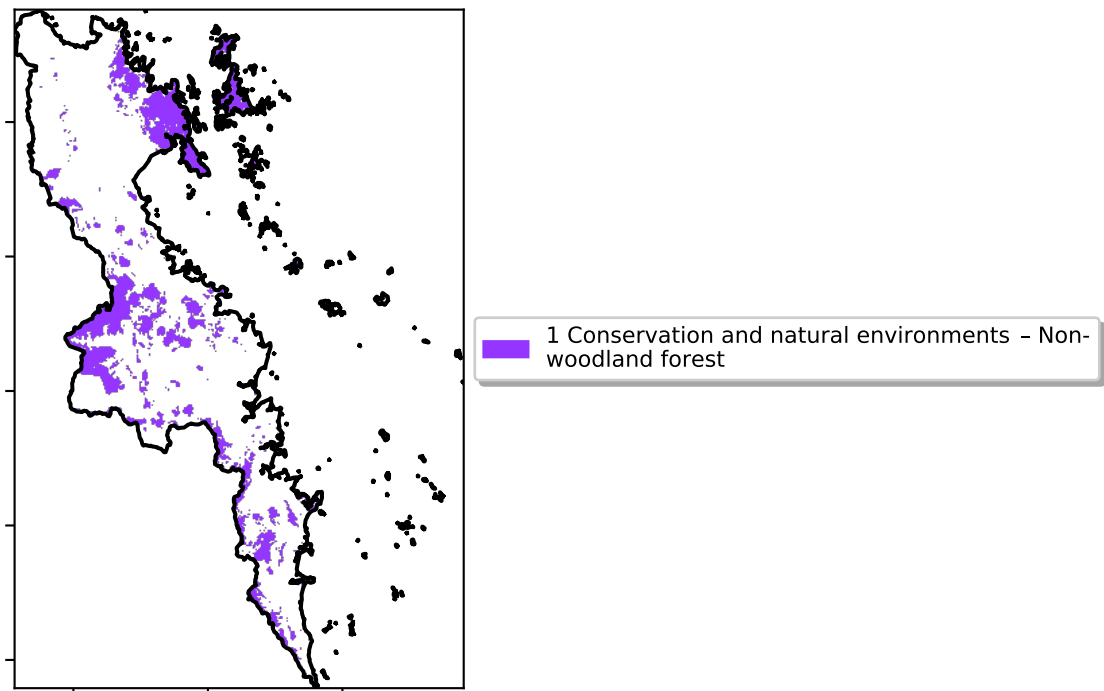 1 Conservation and natural environments – Non-
woodland forest